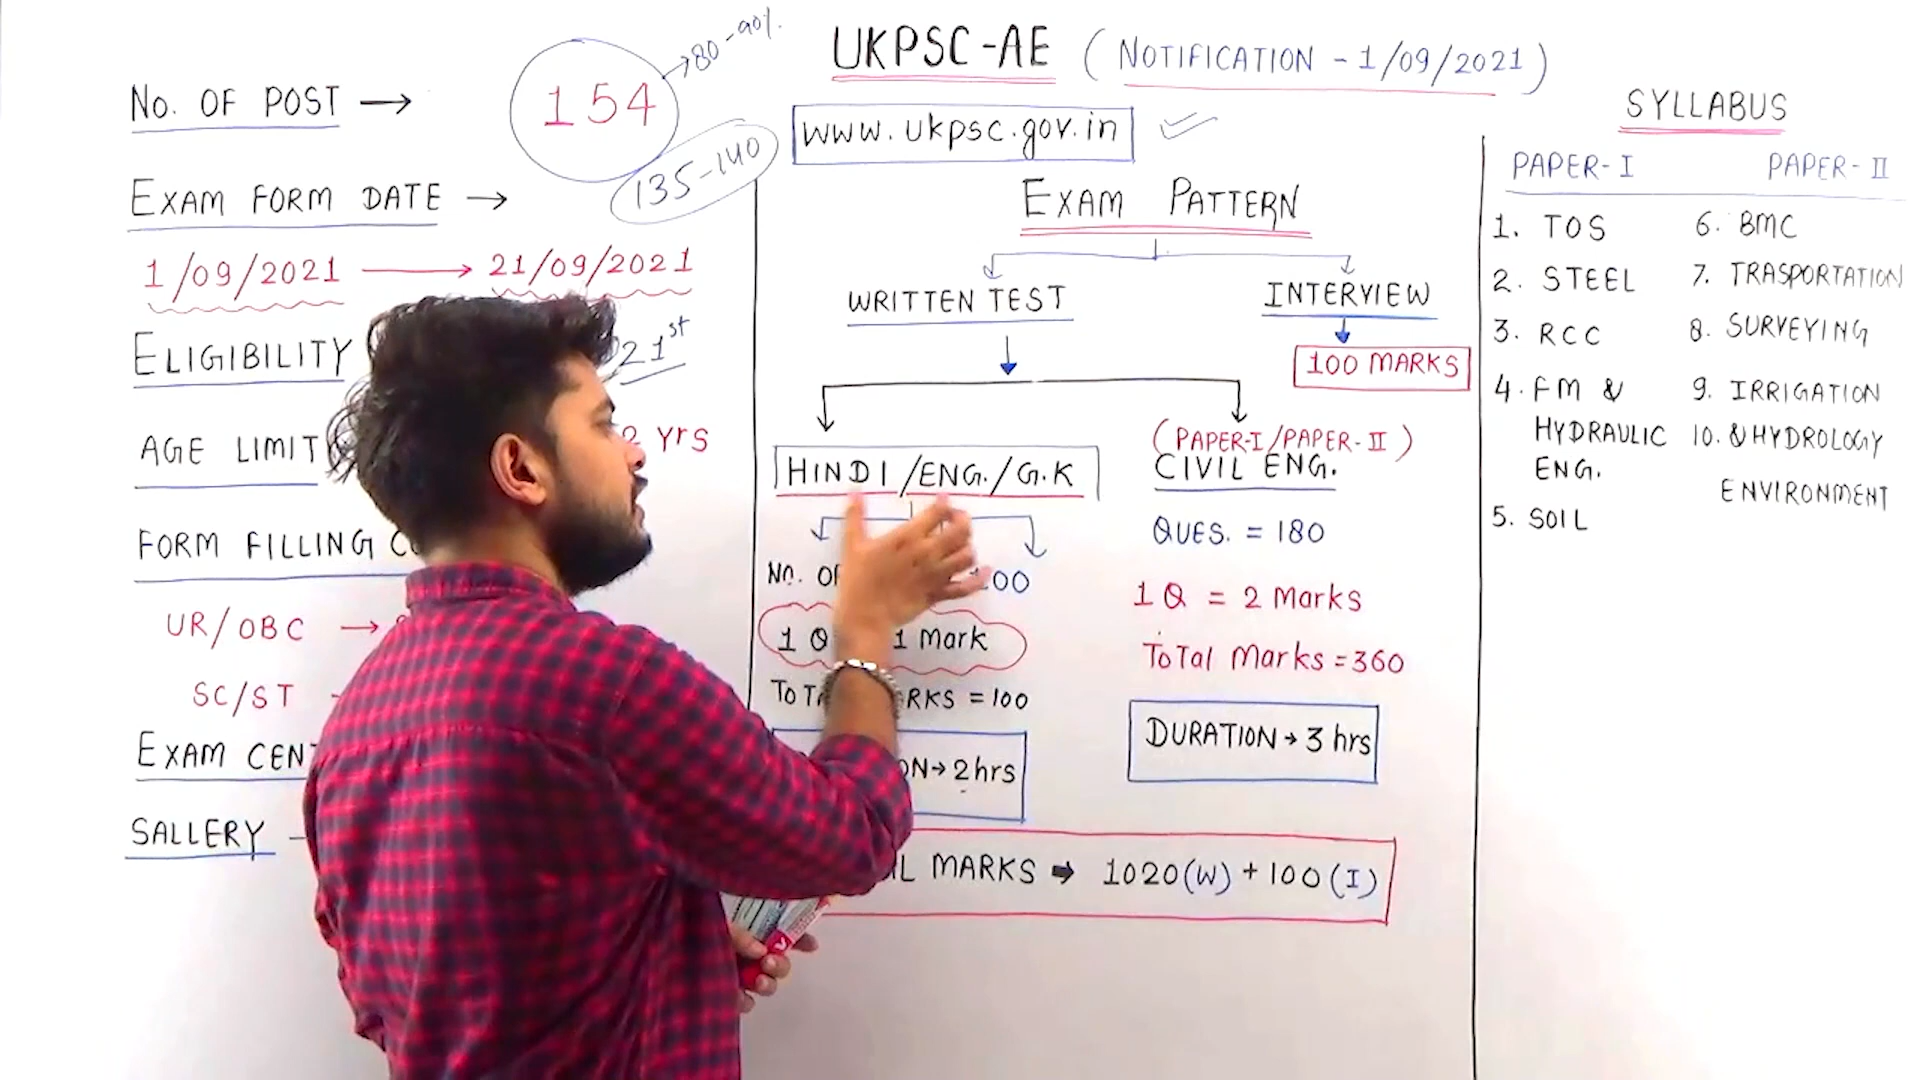 UKPSC-AE (NOTIFICATION - 1/09/2021)
www.ukpsc.gov.in
No. OF POST → 154
→ 80-90%.
135-140
EXAM FORM DATE →
1/09/2021 → 21/09/2021
21st
ELIGIBILITY
AGE LIMIT
yrs
FORM FILLING
UR/OBC →
SC/ST
EXAM
SALLERY
EXAM PATTERN
WRITTEN TEST
INTERVIEW
100 MARKS
HINDI/ENG./G.K
No.
1 Q 1 Mark
MARKS = 100
→ 2hrs
(PAPER-I/PAPER-II)
CIVIL ENG.
QUES. = 180
1 Q = 2 Marks
ToTal Marks = 360
DURATION → 3 hrs
MARKS ➡ 1020(W) + 100(I)
SYLLABUS
PAPER-I
1. TOS
2. STEEL
3. RCC
4. FM &
HYDRAULIC
ENG.
5. SOIL
PAPER-II
6. BMC
7. TRASPORTATION
8. SURVEYING
9. IRRIGATION
10. & HYDROLOGY
ENVIRONMENT